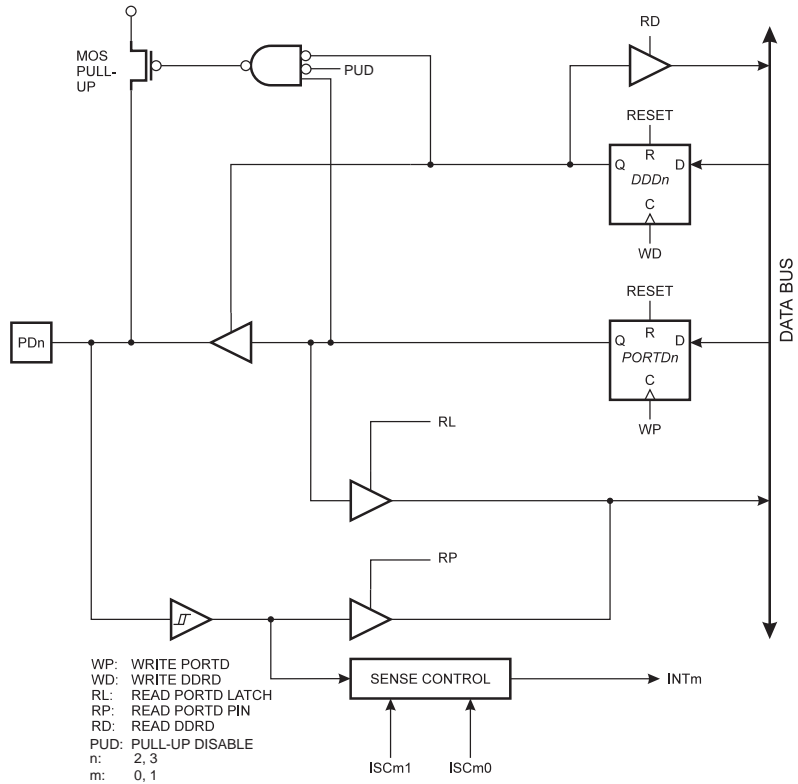 RD
MOS
PULL-
UP
PUD
RESET
R
Q
D
DDDn
C
WD
RESET
R
Q
D
PORTDn
C
WP
PDn
DATA BUS
RL
RP
SENSE CONTROL
INTm
ISCm1
ISCm0
WP: WRITE PORTD
WD: WRITE DDRD
RL: READ PORTD LATCH
RP: READ PORTD PIN
RD: READ DDRD
PUD: PULL-UP DISABLE
n: 2, 3
m: 0, 1